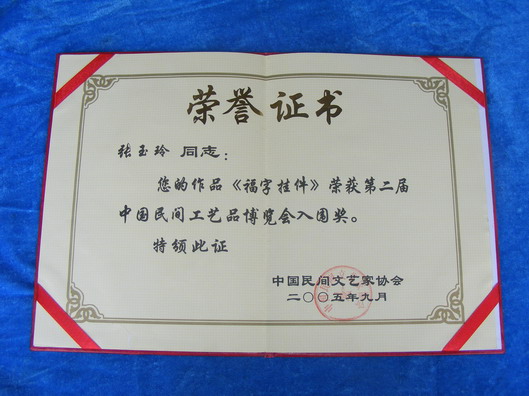 荣誉证书
张玉玲 同志：
您的作品《福字挂件》荣获第二届
中国民间工艺品博览会入围奖。
特颁此证
中国民间文艺家协会
二〇〇五年九月